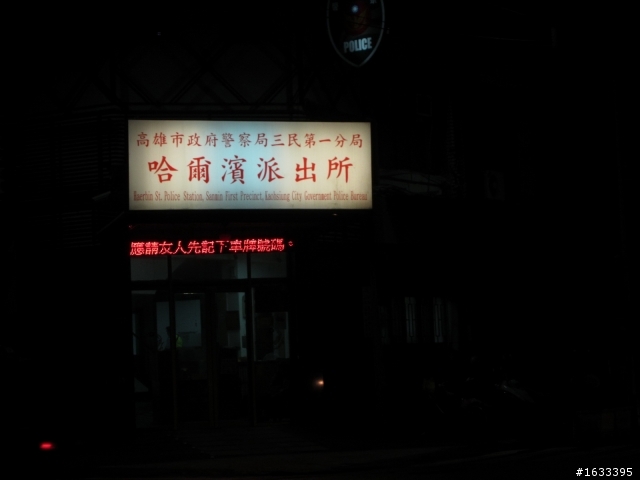 POLICE
高雄市政府警察局三民第一分局
哈爾濱派出所
Haerbin St. Police Station, Sanmin First Precinct, Kaohsiung City Government Police Bureau
應請友人先記下車牌號碼。
#1633395